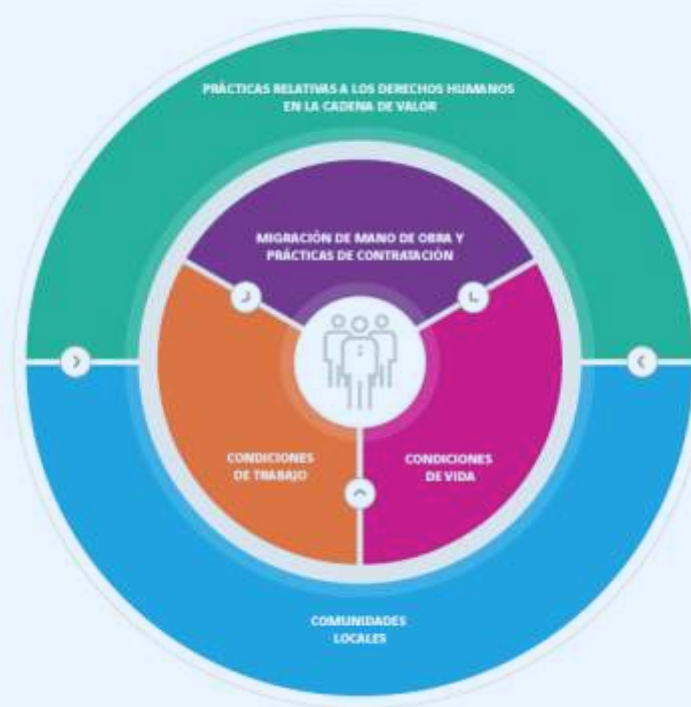 PRÁCTICAS RELATIVAS A LOS DERECHOS HUMANOS
EN LA CADENA DE VALOR
MIGRACIÓN DE MANO DE OBRA Y
PRÁCTICAS DE CONTRATACIÓN
CONDICIONES
DE TRABAJO
CONDICIONES
DE VIDA
COMUNIDADES
LOCALES